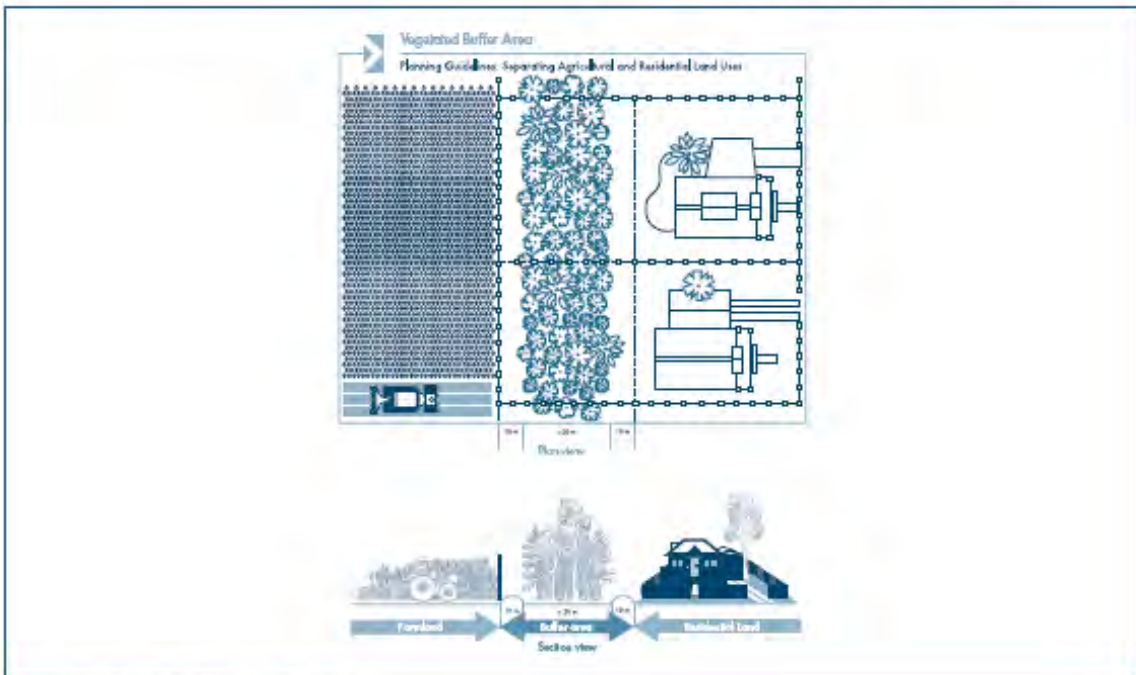 Vegetated Buffer Area
Planning Guidelines: Separating Agricultural and Residential Land Uses
10 m
Plan view
Farmland
Buffer area
Residential Land
Section view